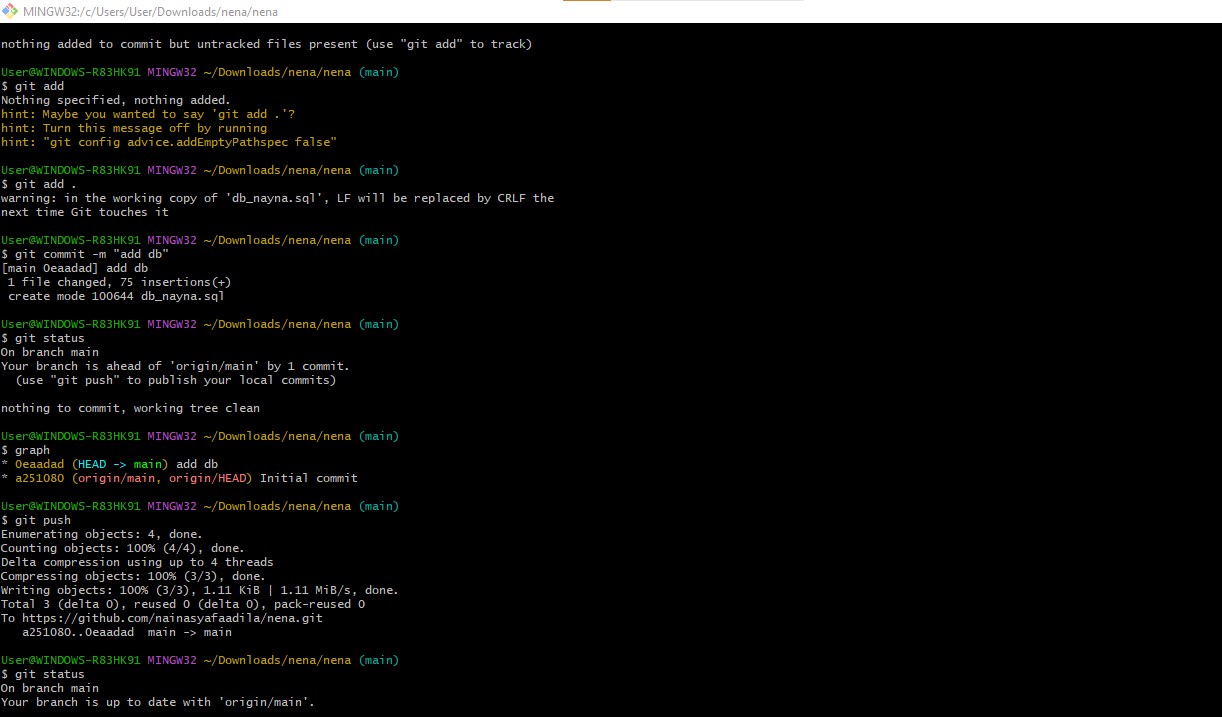 MINGW32:/c/Users/User/Downloads/nena/nena
nothing added to commit but untracked files present (use "git add" to track)
User@WINDOWS-R83HK91 MINGW32 ~/Downloads/nena/nena (main)
$ git add
Nothing specified, nothing added.
hint: Maybe you wanted to say 'git add .'?
hint: Turn this message off by running
hint: "git config advice.addEmptyPathspec false"
User@WINDOWS-R83HK91 MINGW32 ~/Downloads/nena/nena (main)
$ git add .
warning: in the working copy of 'db_nayna.sql', LF will be replaced by CRLF the
next time Git touches it
User@WINDOWS-R83HK91 MINGW32 ~/Downloads/nena/nena (main)
$ git commit -m "add db"
[main 0eaadad] add db
 1 file changed, 75 insertions(+)
 create mode 100644 db_nayna.sql
User@WINDOWS-R83HK91 MINGW32 ~/Downloads/nena/nena (main)
$ git status
On branch main
Your branch is ahead of 'origin/main' by 1 commit.
  (use "git push" to publish your local commits)
nothing to commit, working tree clean
User@WINDOWS-R83HK91 MINGW32 ~/Downloads/nena/nena (main)
$ graph
* 0eaadad (HEAD -> main) add db
* a251080 (origin/main, origin/HEAD) Initial commit
User@WINDOWS-R83HK91 MINGW32 ~/Downloads/nena/nena (main)
$ git push
Enumerating objects: 4, done.
Counting objects: 100% (4/4), done.
Delta compression using up to 4 threads
Compressing objects: 100% (3/3), done.
Writing objects: 100% (3/3), 1.11 KiB | 1.11 MiB/s, done.
Total 3 (delta 0), reused 0 (delta 0), pack-reused 0
To https://github.com/nainasyafaadila/nena.git
   a251080..0eaadad  main -> main
User@WINDOWS-R83HK91 MINGW32 ~/Downloads/nena/nena (main)
$ git status
On branch main
Your branch is up to date with 'origin/main'.